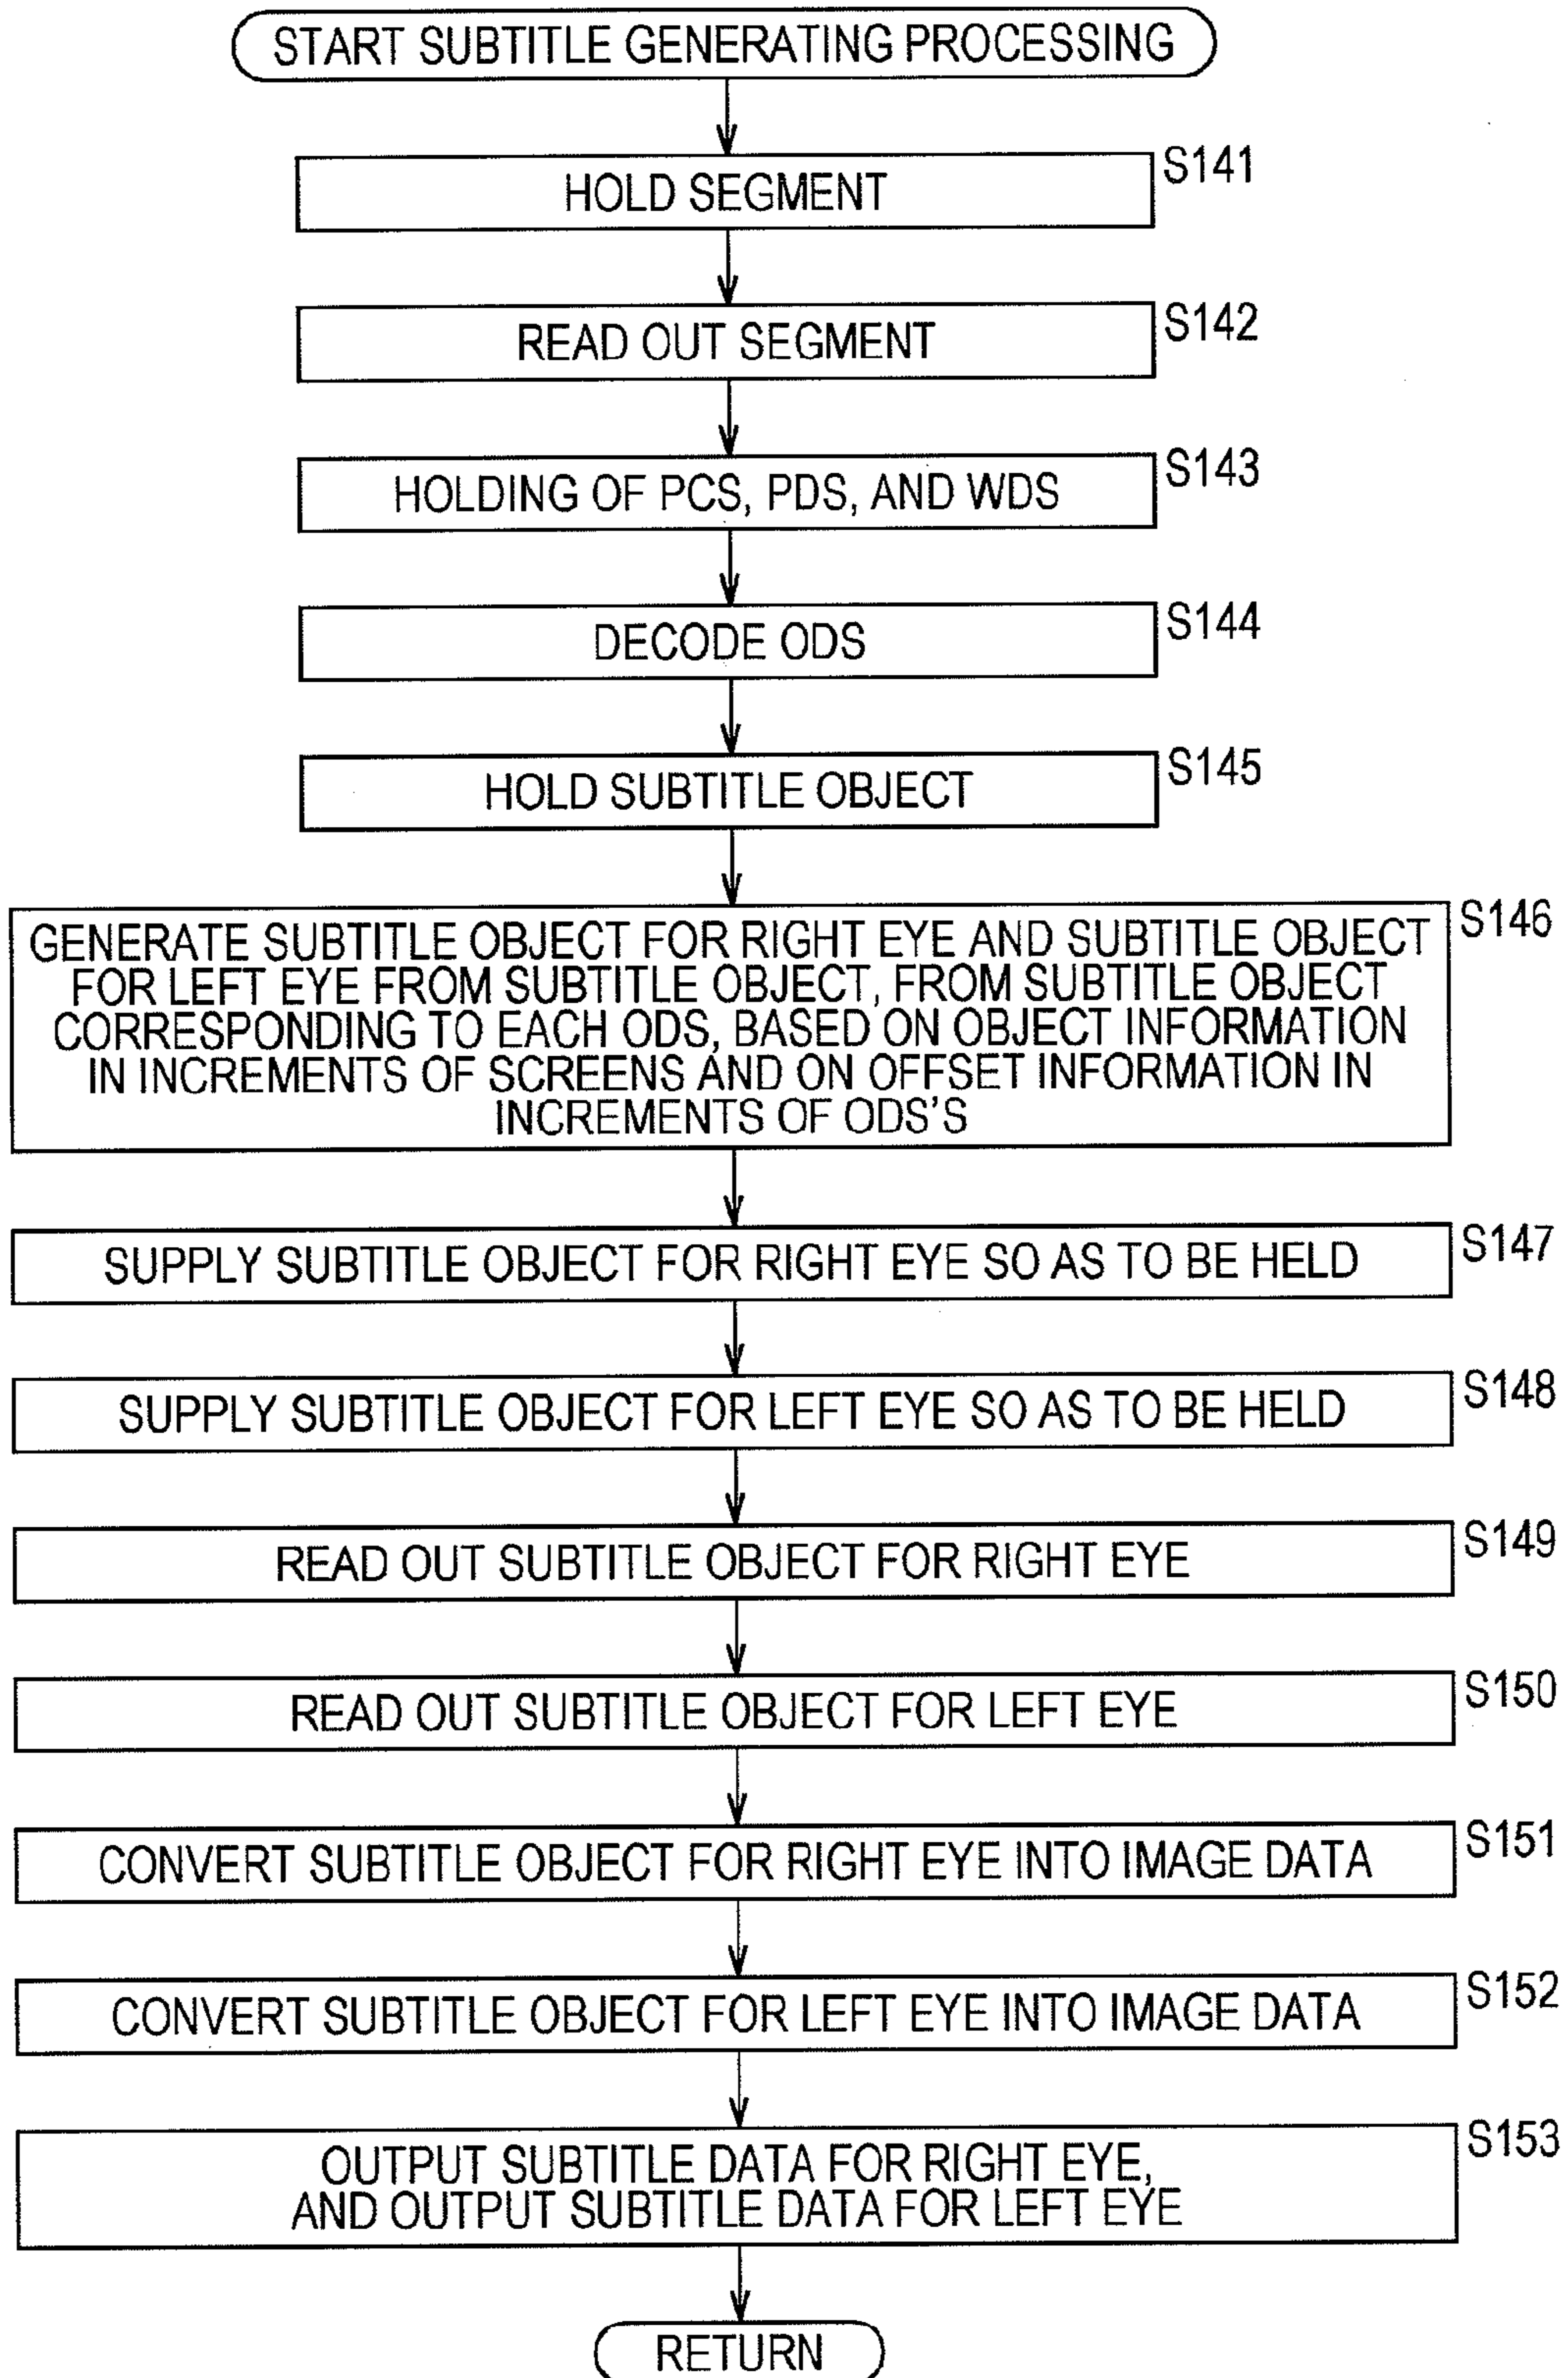 START SUBTITLE GENERATING PROCESSING
HOLD SEGMENT
S141
READ OUT SEGMENT
S142
HOLDING OF PCS, PDS, AND WDS
S143
DECODE ODS
S144
HOLD SUBTITLE OBJECT
S145
GENERATE SUBTITLE OBJECT FOR RIGHT EYE AND SUBTITLE OBJECT
FOR LEFT EYE FROM SUBTITLE OBJECT, FROM SUBTITLE OBJECT
CORRESPONDING TO EACH ODS, BASED ON OBJECT INFORMATION
IN INCREMENTS OF SCREENS AND ON OFFSET INFORMATION IN
INCREMENTS OF ODS'S
S146
SUPPLY SUBTITLE OBJECT FOR RIGHT EYE SO AS TO BE HELD
S147
SUPPLY SUBTITLE OBJECT FOR LEFT EYE SO AS TO BE HELD
S148
READ OUT SUBTITLE OBJECT FOR RIGHT EYE
S149
READ OUT SUBTITLE OBJECT FOR LEFT EYE
S150
CONVERT SUBTITLE OBJECT FOR RIGHT EYE INTO IMAGE DATA
S151
CONVERT SUBTITLE OBJECT FOR LEFT EYE INTO IMAGE DATA
S152
OUTPUT SUBTITLE DATA FOR RIGHT EYE,
AND OUTPUT SUBTITLE DATA FOR LEFT EYE
S153
RETURN